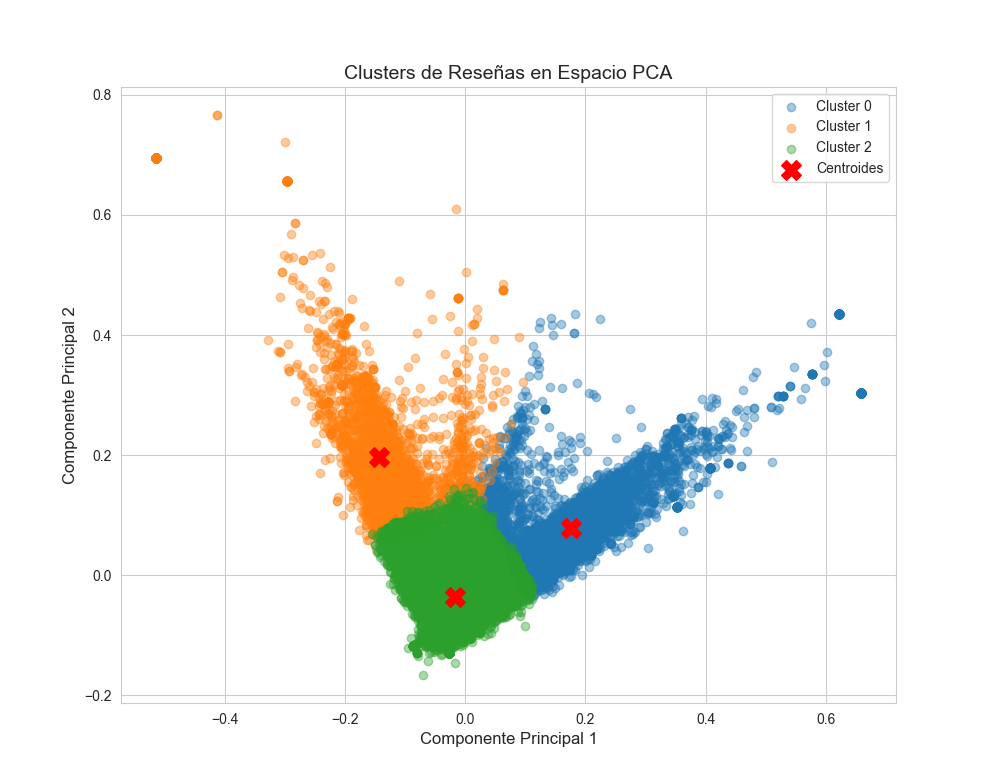 Clusters de Reseñas en Espacio PCA
Cluster 0
Cluster 1
Cluster 2
Centroides
Componente Principal 2
0.8
0.6
0.4
0.2
0.0
−0.2
−0.4
−0.2
0.0
0.2
0.4
0.6
Componente Principal 1